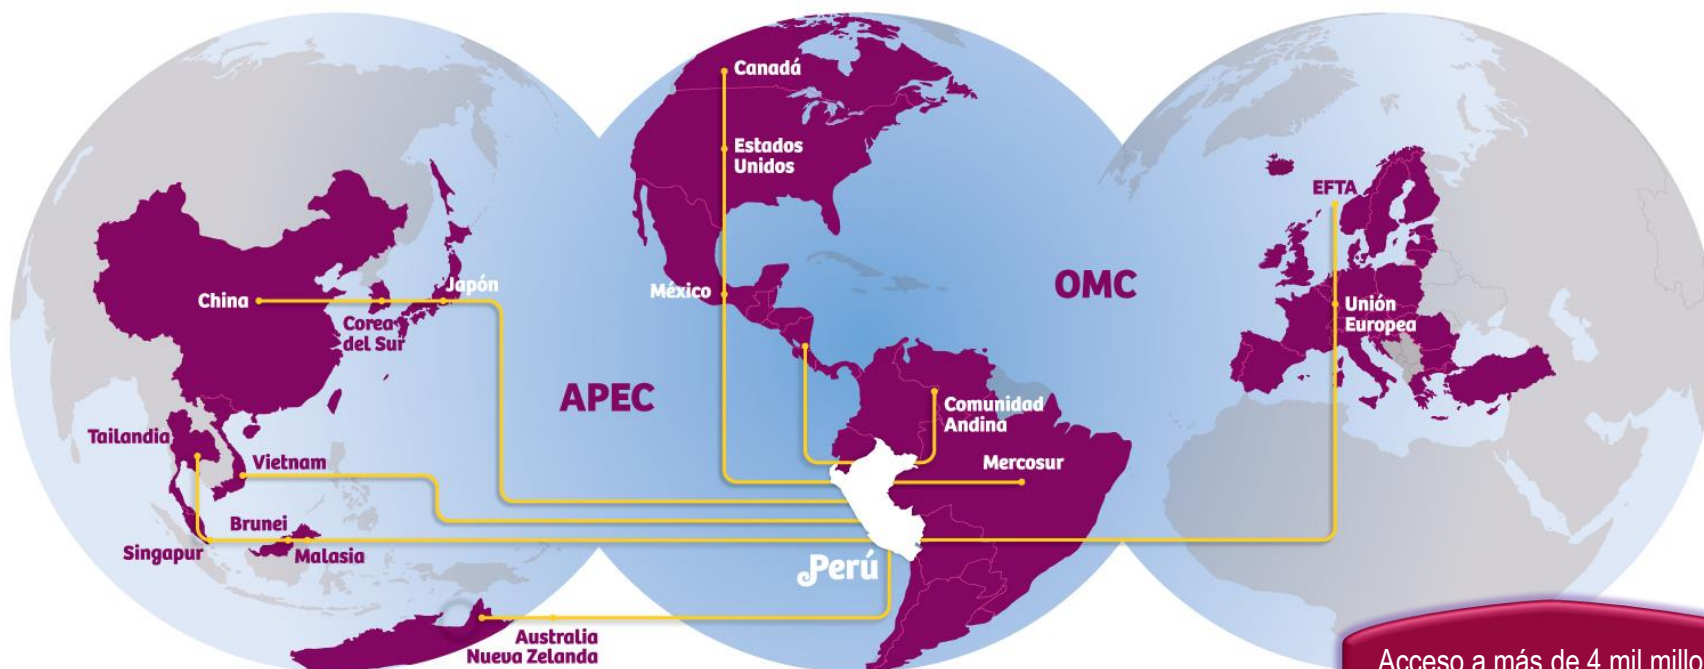 Canadá
Estados
Unidos
México
OMC
EFTA
Unión
Europea
China
Japón
Corea
del Sur
APEC
Comunidad
Andina
Mercosur
Tailandia
Vietnam
Brunei
Singapur
Malasia
Perú
Australia
Nueva Zelanda
Acceso a más de 4 mil